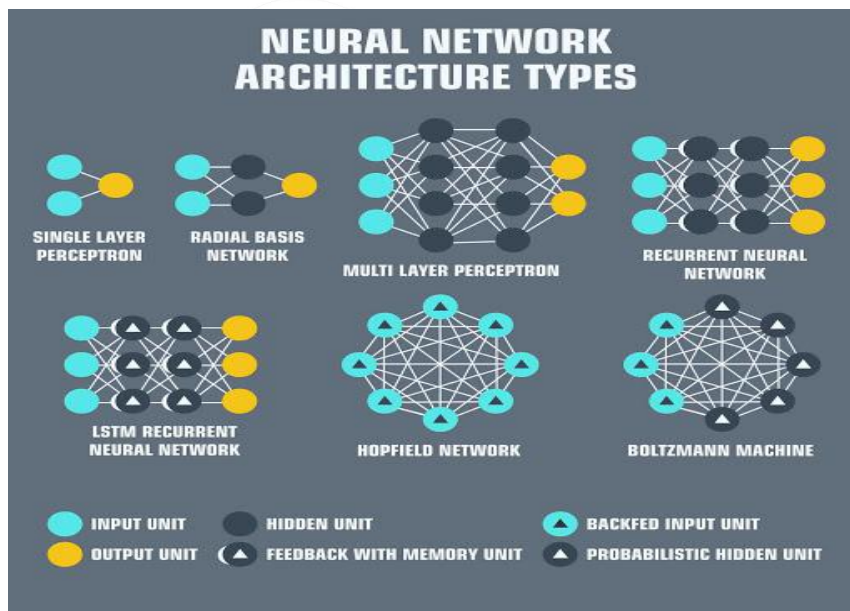 NEURAL NETWORK
ARCHITECTURE TYPES
SINGLE LAYER
PERCEPTRON
RADIAL BASIS
NETWORK
MULTI LAYER PERCEPTRON
RECURRENT NEURAL
NETWORK
LSTM RECURRENT
NEURAL NETWORK
HOPFIELD NETWORK
BOLTZMANN MACHINE
INPUT UNIT
HIDDEN UNIT
BACKFED INPUT UNIT
OUTPUT UNIT
FEEDBACK WITH MEMORY UNIT
PROBABILISTIC HIDDEN UNIT